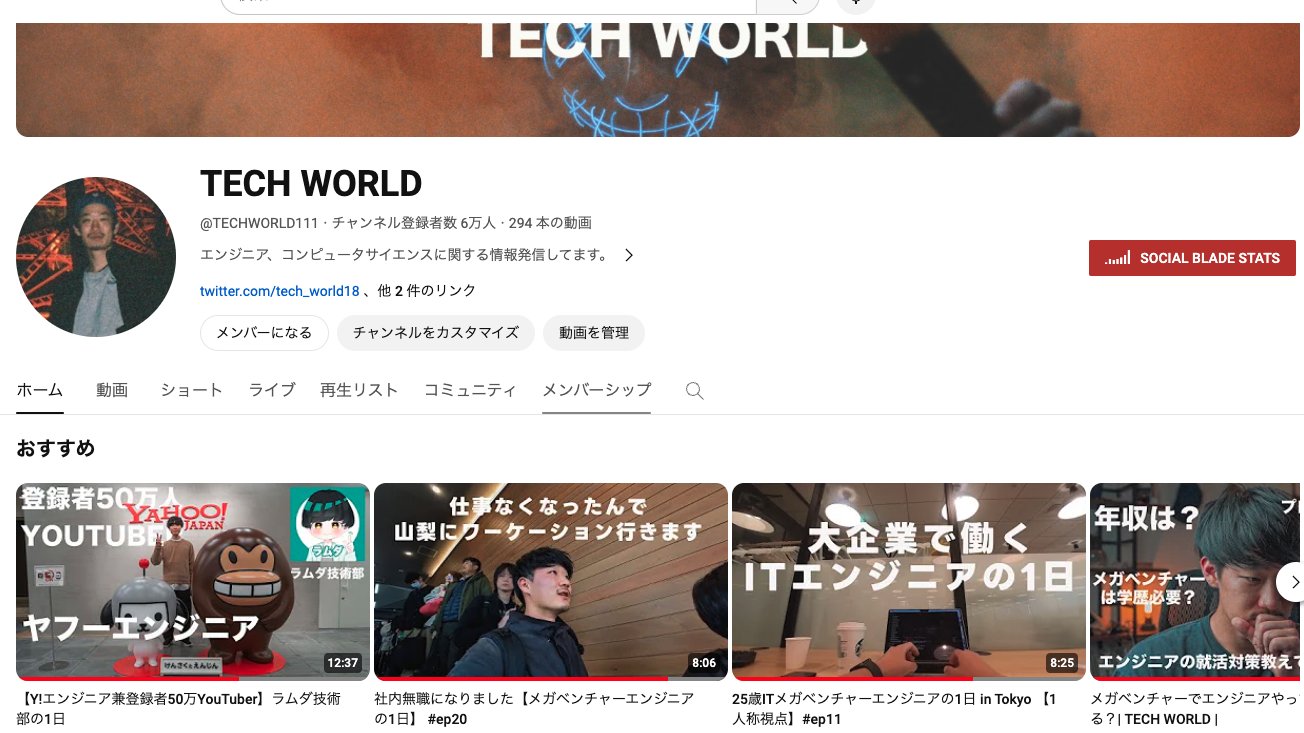 TECH WORLD
TECH WORLD
@TECHWORLD111 · チャンネル登録者数 6万人 · 294 本の動画
エンジニア、コンピュータサイエンスに関する情報発信してます。
twitter.com/tech_world18 、他 2 件のリンク
SOCIAL BLADE STATS
メンバーになる チャンネルをカスタマイズ 動画を管理
ホーム 動画 ショート ライブ 再生リスト コミュニティ メンバーシップ
おすすめ
登録者50万人
YAHOO!
JAPAN
YOUTUBE
ラムダ
ラムダ技術部
ヤフーエンジニア
けんさくとえんじん
12:37
【Y!エンジニア兼登録者50万YouTuber】ラムダ技術
部の1日
仕事なくなったんで
山梨にワーケーション行きます
8:06
社内無職になりました【メガベンチャーエンジニア
の1日】 #ep20
大企業で働く
ITエンジニアの1日
8:25
25歳ITメガベンチャーエンジニアの1日 in Tokyo 【1
人称視点】#ep11
年収は？
プ
メガベンチャー
は学歴必要？
エンジニアの就活対策教えて
メガベンチャーでエンジニアやっ
る？| TECH WORLD |